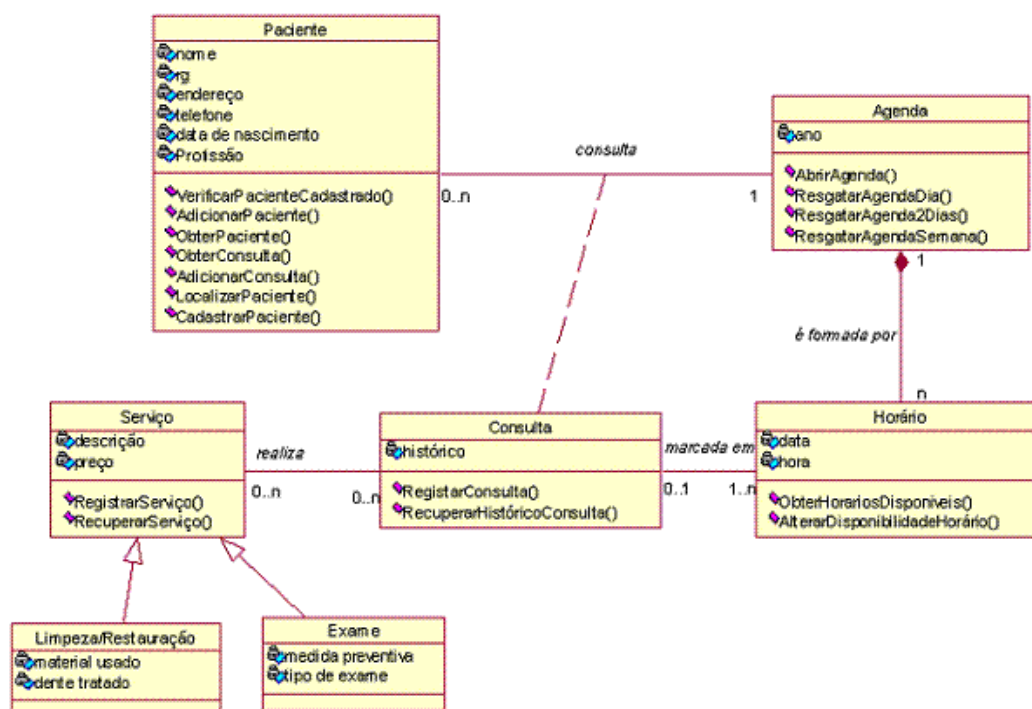 Paciente
nome
rg
endereço
telefone
data de nascimento
Profissão
VerificarPacienteCadastrado()
AdicionarPaciente()
ObterPaciente()
ObterConsulta()
AdicionarConsulta()
LocalizarPaciente()
CadastrarPaciente()
consulta
0..n
1
Agenda
ano
AbrirAgenda()
ResgatarAgendaDia()
ResgatarAgenda2Dias()
ResgatarAgendaSemana()
1
é formada por
n
Serviço
descrição
preço
RegistrarServiço()
RecuperarServiço()
realiza
0..n
0..n
Consulta
histórico
RegistarConsulta()
RecuperarHistóricoConsulta()
marcada em
0..1
1..n
Horário
data
hora
ObterHorariosDisponiveis()
AlterarDisponibilidadeHorário()
Limpeza/Restauração
material usado
dente tratado
Exame
medida preventiva
tipo de exame